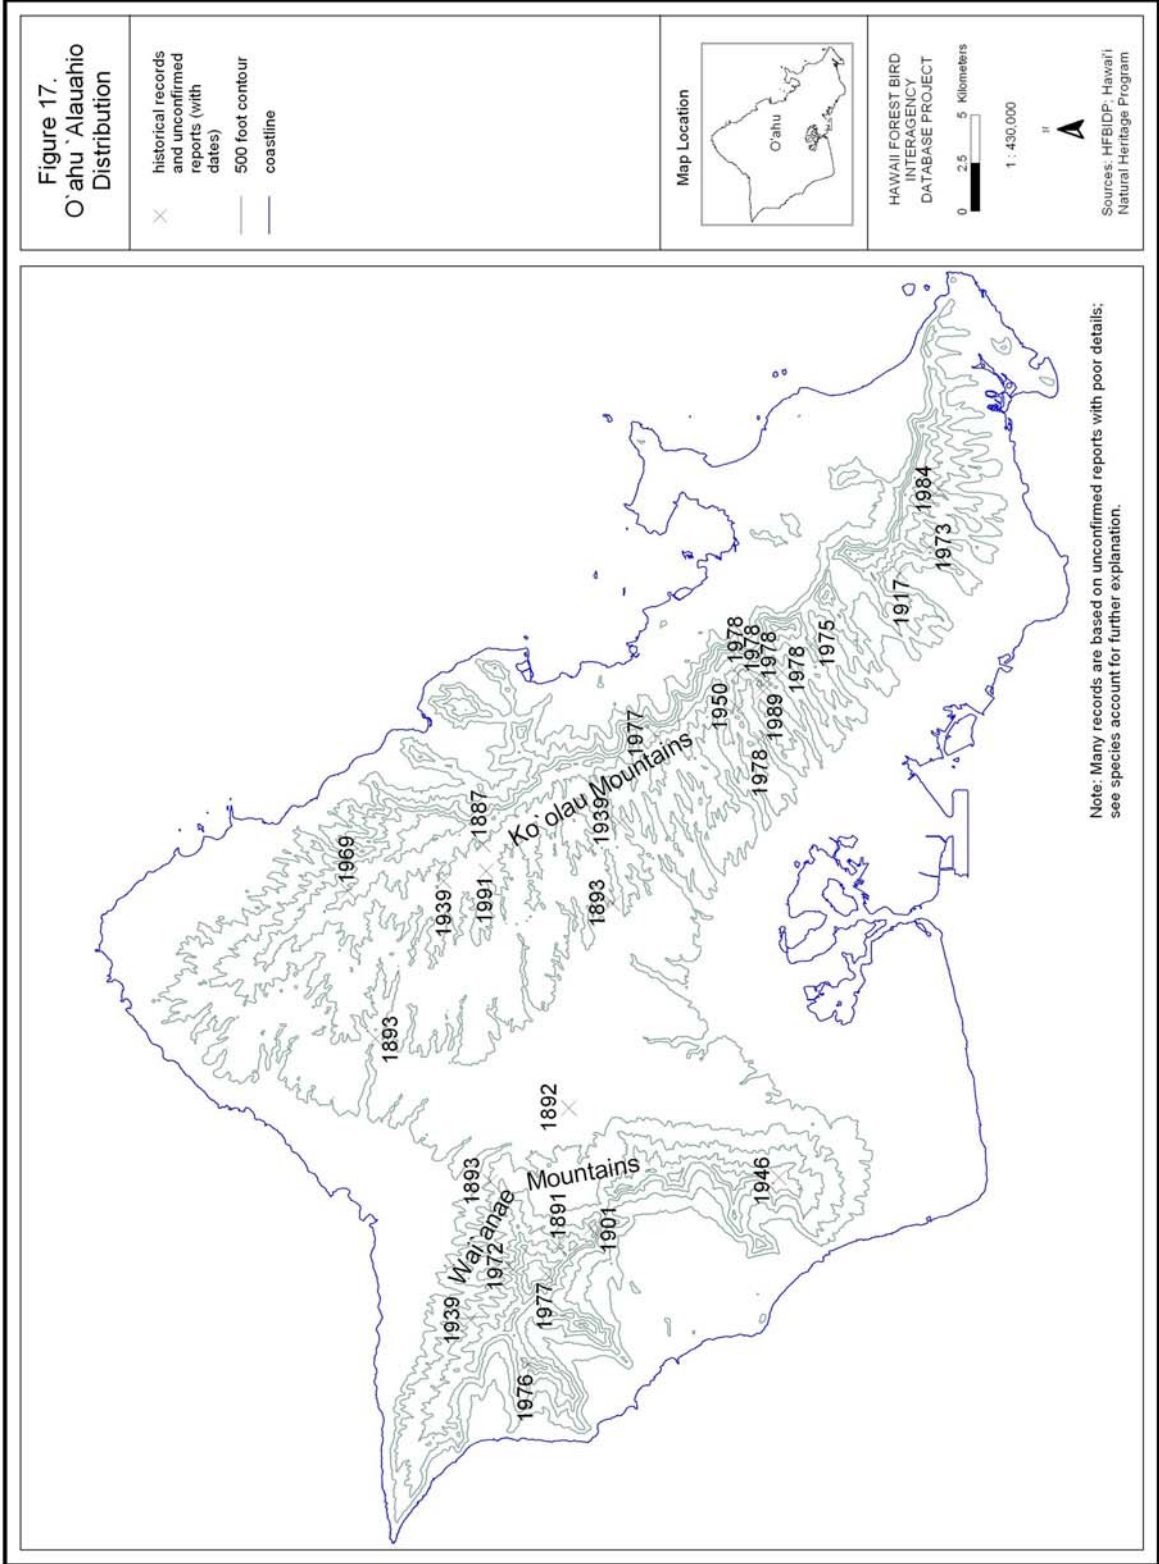 Figure 17.
O`ahu `Alauahio
Distribution
historical records
and unconfirmed
reports (with
dates)
500 foot contour
coastline
Map Location
O'ahu
HAWAII FOREST BIRD
INTERAGENCY
DATABASE PROJECT
0 2.5 5 Kilometers
1 : 430,000
Sources: HFBIDP; Hawai'i
Natural Heritage Program
1969
1939
1887
1991
1893
1893
1939
1977
Ko`olau Mountains
1892
1950
1978
1978
1978
1978
1989
1978
1975
1917
1973
1984
1893
Wai`anae Mountains
1939
1972
1891
1901
1977
1976
1946
Note: Many records are based on unconfirmed reports with poor details;
see species account for further explanation.